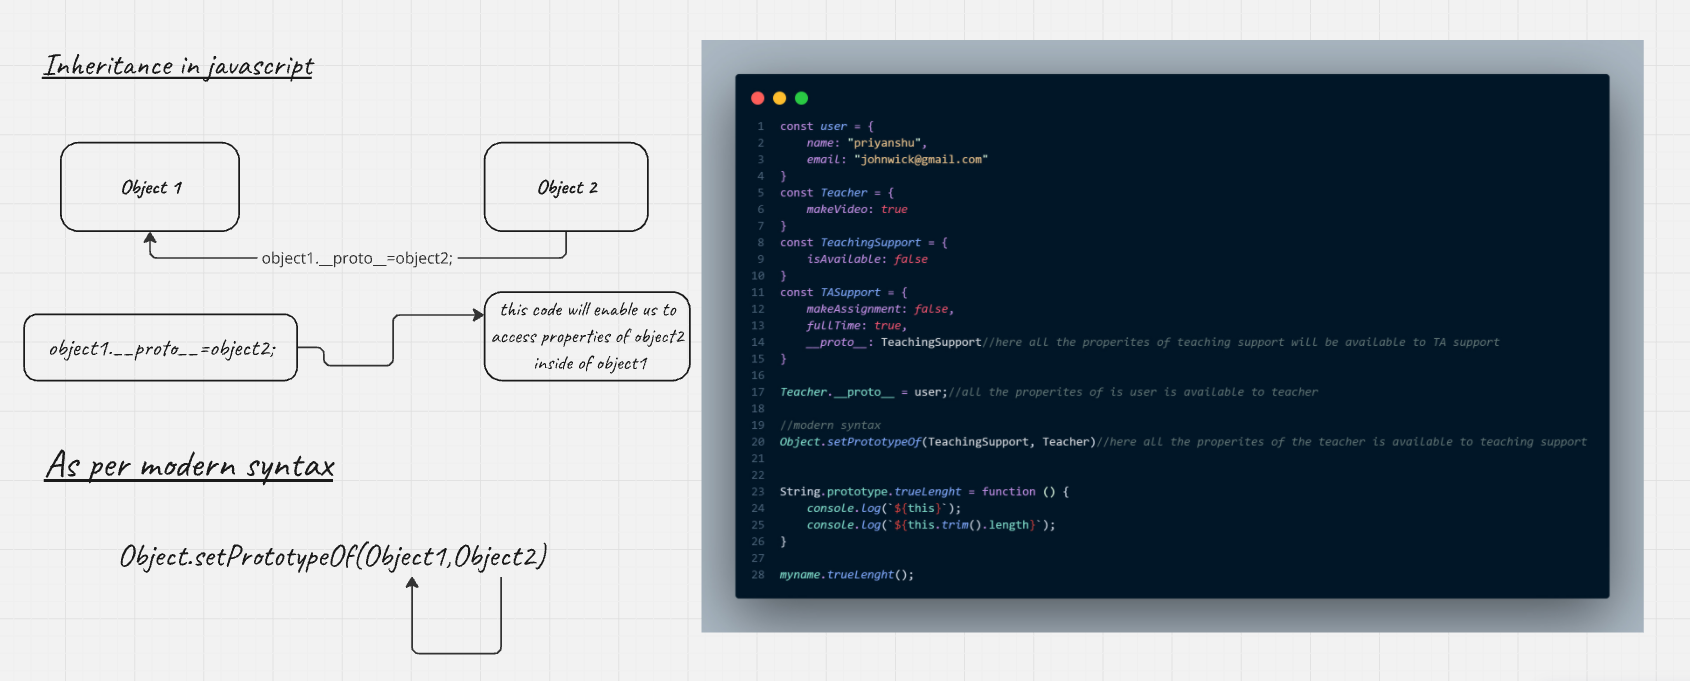 Inheritance in javascript
Object 1
Object 2
object1.__proto__=object2;
object1.__proto__=object2;
this code will enable us to
access properties of object2
inside of object1
As per modern syntax
Object.setPrototypeOf(Object1,Object2)
1 const user = {
2     name: "priyanshu",
3     email: "johnwick@gmail.com"
4 }
5 const Teacher = {
6     makeVideo: true
7 }
8 const TeachingSupport = {
9     isAvailable: false
10 }
11 const TASupport = {
12     makeAssignment: false,
13     fullTime: true,
14     __proto__: TeachingSupport//here all the properites of teaching support will be available to TA support
15 }
16
17 Teacher.__proto__ = user;//all the properites of is user is available to teacher
18
19 //modern syntax
20 Object.setPrototypeOf(TeachingSupport, Teacher)//here all the properites of the teacher is available to teaching support
21
22
23 String.prototype.trueLenght = function () {
24     console.log(`${this}`);
25     console.log(`${this.trim().length}`);
26 }
27
28 myname.trueLenght();